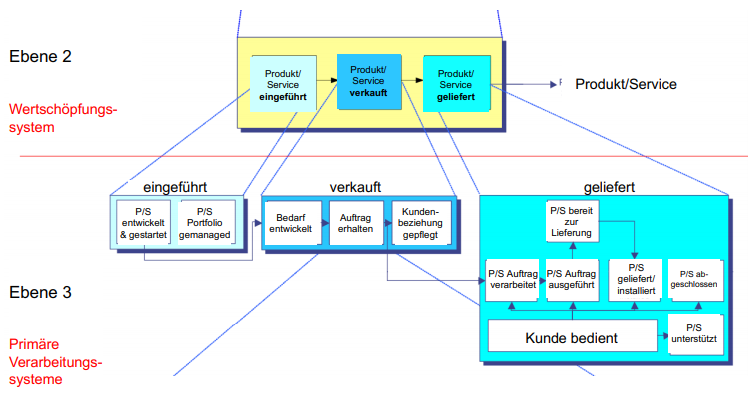 Ebene 2
Wertschöpfungs-
system
Produkt/
Service
eingeführt
Produkt/
Service
verkauft
Produkt/
Service
geliefert
Produkt/Service
eingeführt
verkauft
geliefert
P/S
entwickelt
& gestartet
P/S
Portfolio
gemanaged
Bedarf
entwickelt
Auftrag
erhalten
Kunden-
beziehung
gepflegt
P/S bereit
zur
Lieferung
P/S Auftrag
verarbeitet
P/S Auftrag
ausgeführt
P/S
geliefert/
installiert
P/S ab-
geschlossen
Kunde bedient
P/S
unterstützt
Ebene 3
Primäre
Verarbeitungs-
systeme